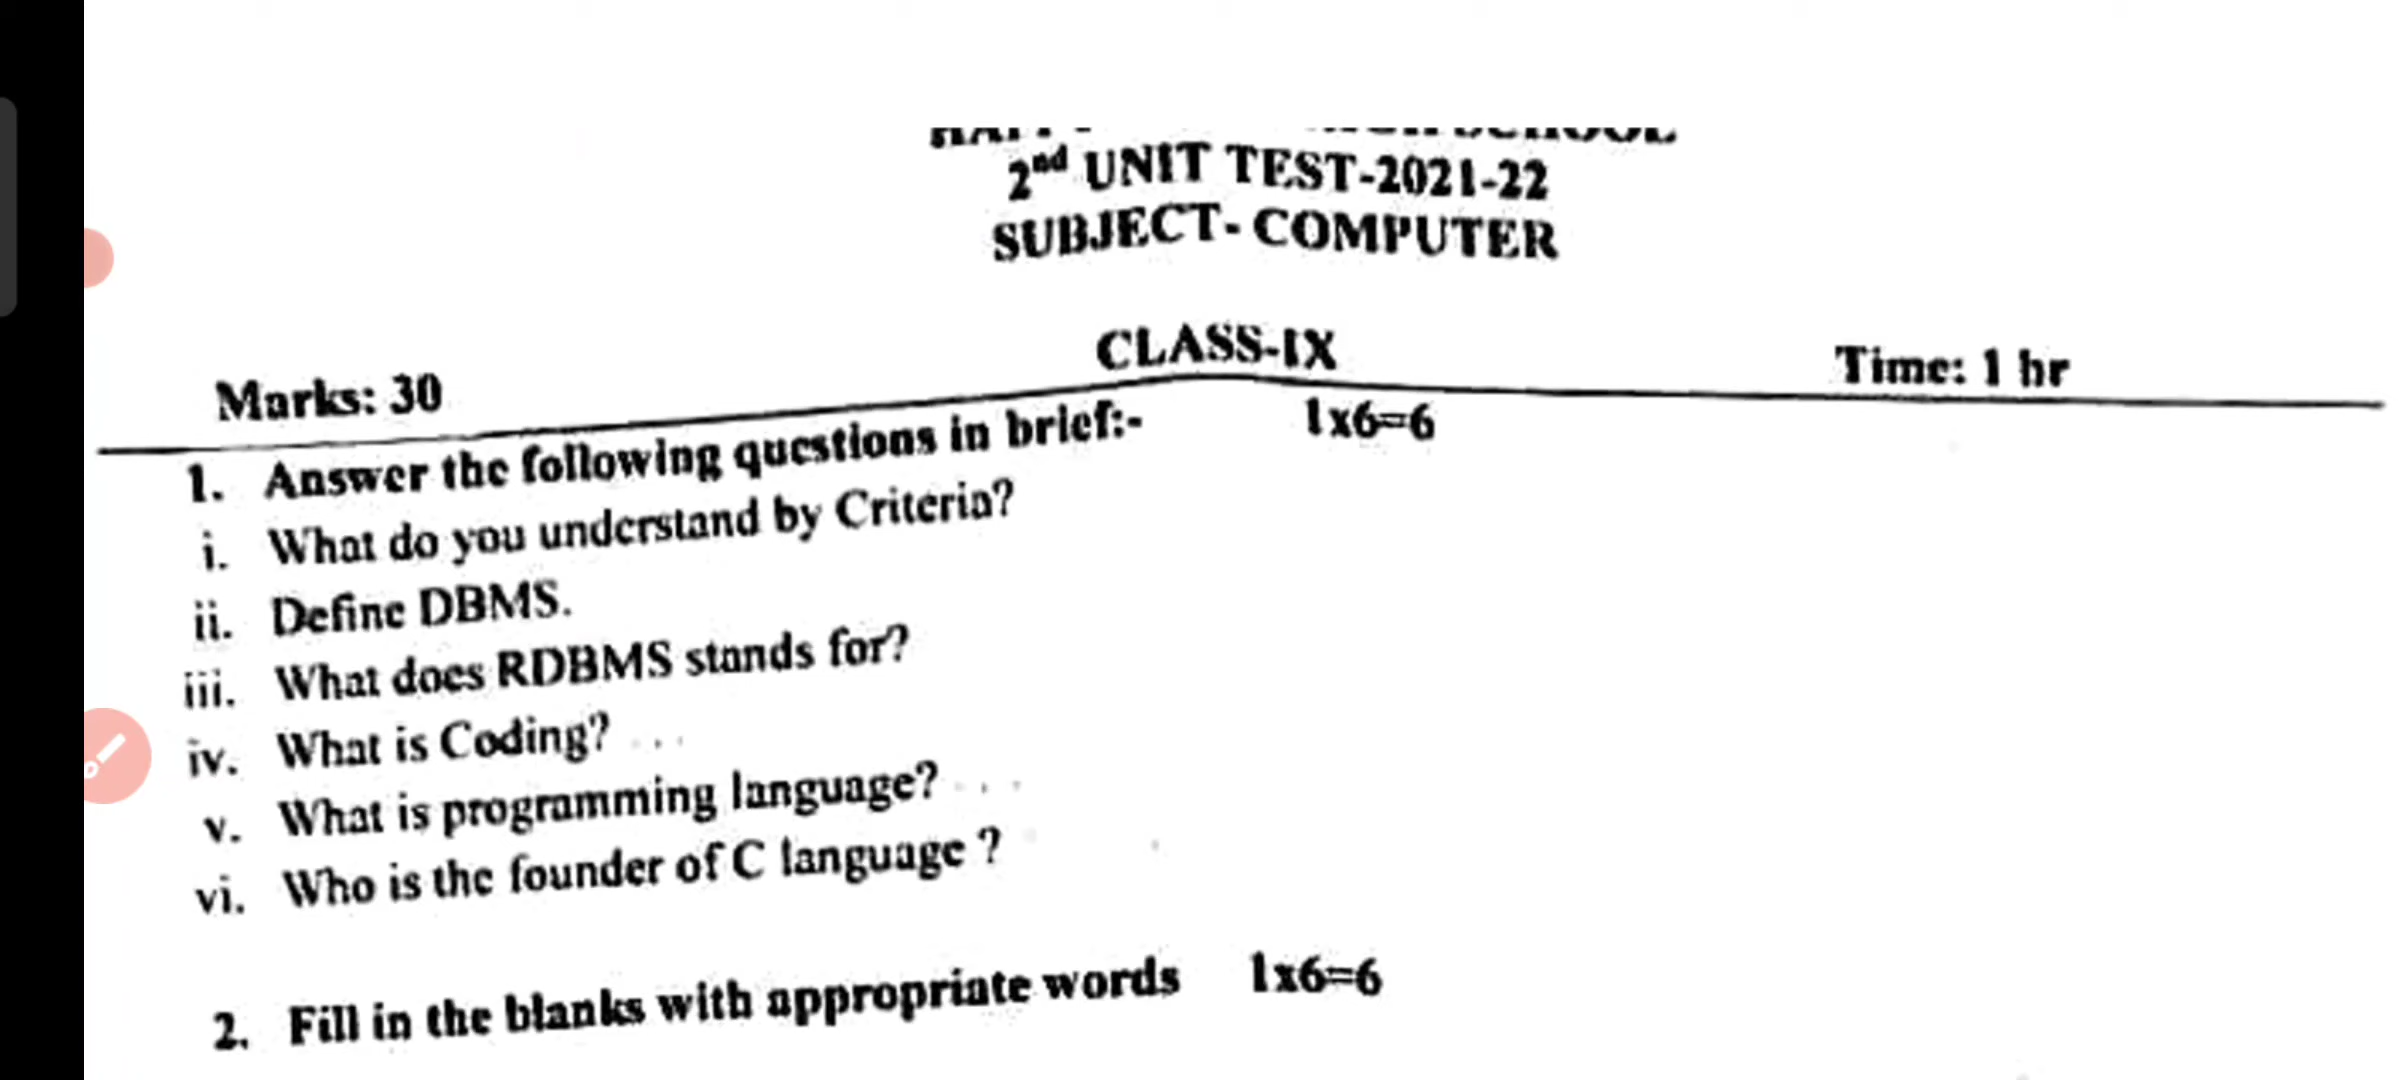 SCHOOL
2nd UNIT TEST-2021-22
SUBJECT- COMPUTER
CLASS-IX
Marks: 30 Time: 1 hr
1. Answer the following questions in brief:- 1x6=6
i. What do you understand by Criteria?
ii. Define DBMS.
iii. What does RDBMS stands for?
iv. What is Coding?
v. What is programming language?
vi. Who is the founder of C language ?
2. Fill in the blanks with appropriate words 1x6=6